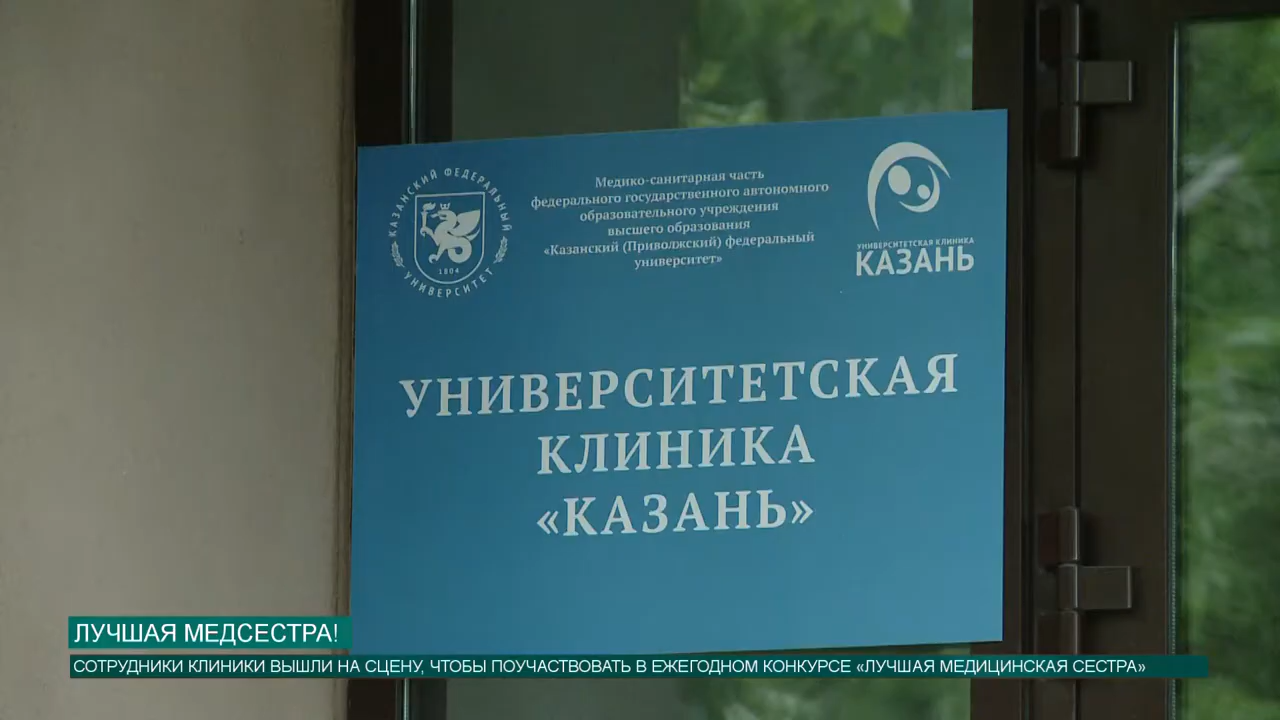 КАЗАНСКИЙ ФЕДЕРАЛЬНЫЙ
УНИВЕРСИТЕТ
1804
Медико-санитарная часть
федерального государственного автономного
образовательного учреждения
высшего образования
«Казанский (Приволжский) федеральный
университет»
УНИВЕРСИТЕТСКАЯ КЛИНИКА
КАЗАНЬ
УНИВЕРСИТЕТСКАЯ
КЛИНИКА
«КАЗАНЬ»
ЛУЧШАЯ МЕДСЕСТРА!
СОТРУДНИКИ КЛИНИКИ ВЫШЛИ НА СЦЕНУ, ЧТОБЫ ПОУЧАСТВОВАТЬ В ЕЖЕГОДНОМ КОНКУРСЕ «ЛУЧШАЯ МЕДИЦИНСКАЯ СЕСТРА»